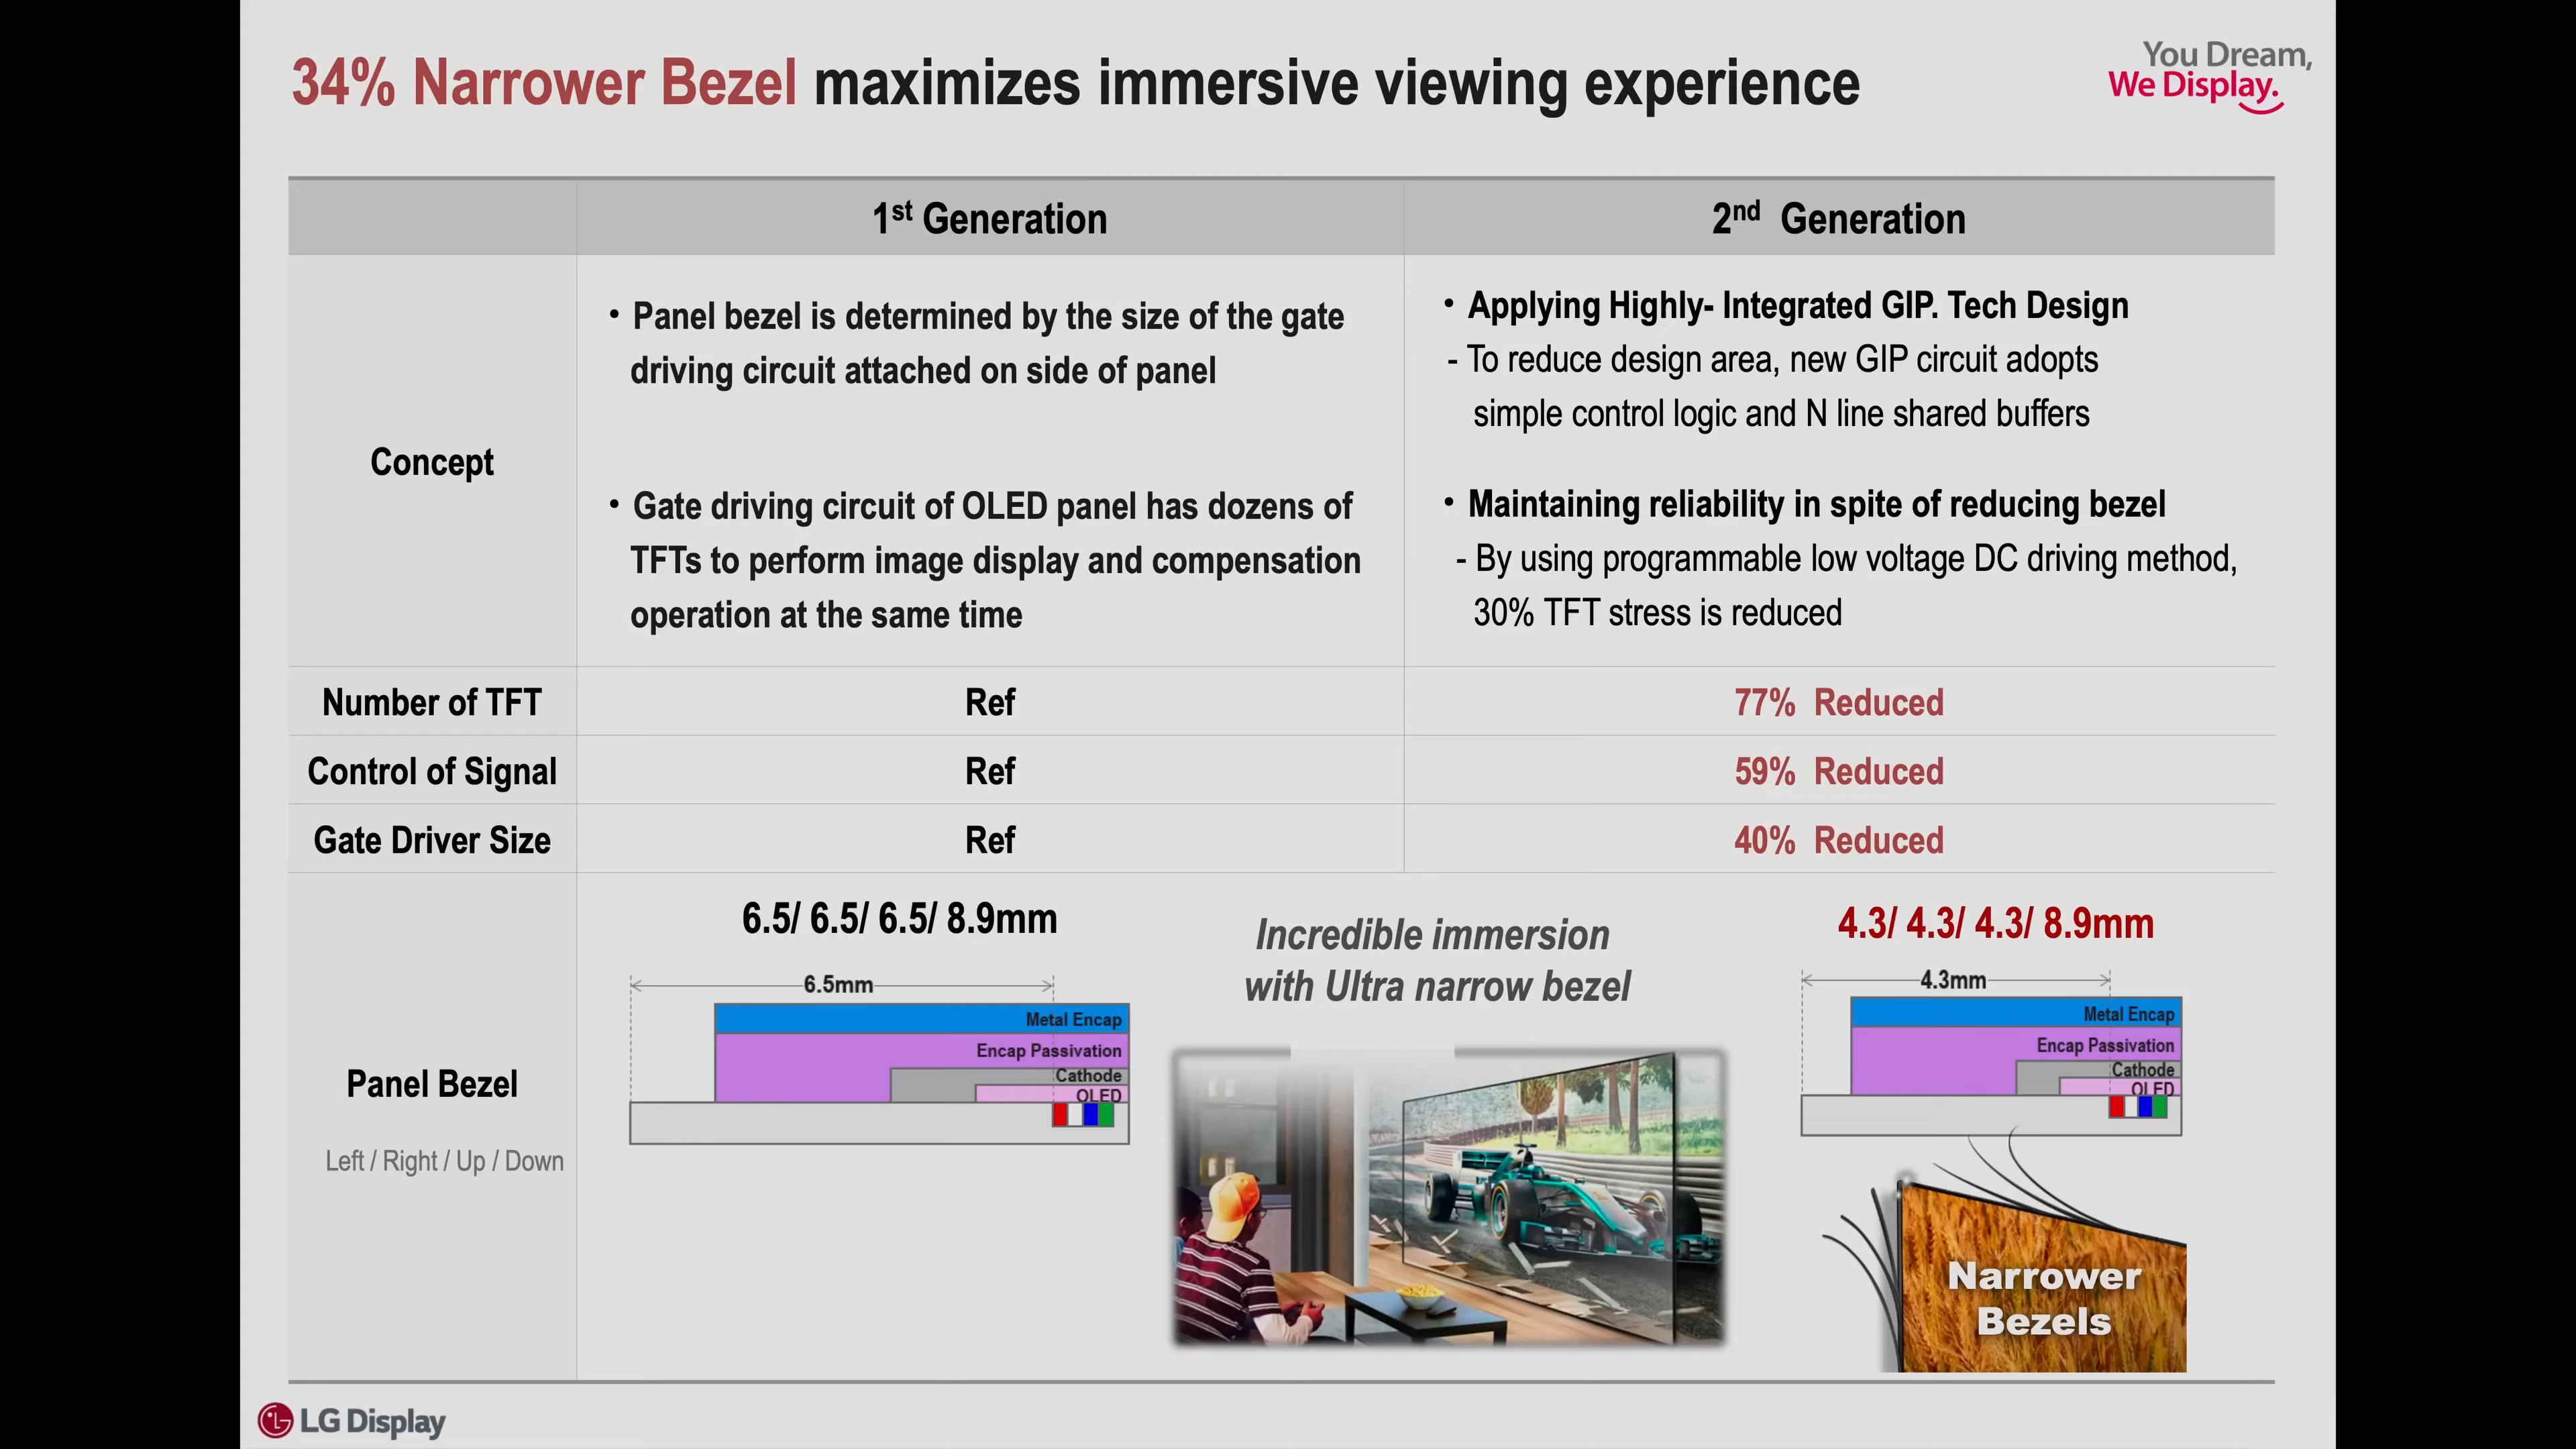 34% Narrower Bezel maximizes immersive viewing experience
You Dream,
We Display.
1st Generation
2nd Generation
Concept
• Panel bezel is determined by the size of the gate
driving circuit attached on side of panel
• Gate driving circuit of OLED panel has dozens of
TFTs to perform image display and compensation
operation at the same time
• Applying Highly- Integrated GIP. Tech Design
- To reduce design area, new GIP circuit adopts
simple control logic and N line shared buffers
• Maintaining reliability in spite of reducing bezel
- By using programmable low voltage DC driving method,
30% TFT stress is reduced
Number of TFT
Ref
77% Reduced
Control of Signal
Ref
59% Reduced
Gate Driver Size
Ref
40% Reduced
Panel Bezel
Left / Right / Up / Down
6.5/ 6.5/ 6.5/ 8.9mm
6.5mm
Metal Encap
Encap Passivation
Cathode
OLED
Incredible immersion
with Ultra narrow bezel
4.3/ 4.3/ 4.3/ 8.9mm
4.3mm
Metal Encap
Encap Passivation
Cathode
OLED
Narrower
Bezels
LG Display